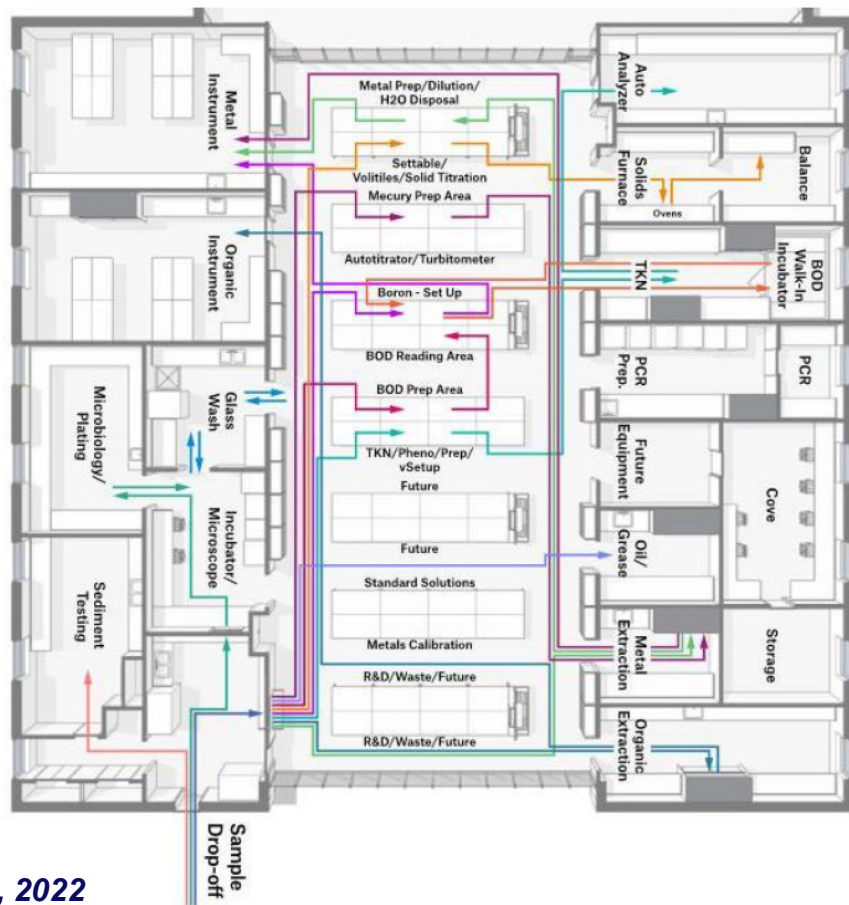 Metal
Instrument
Metal Prep/Dilution/
H2O Disposal
Settable/
Volitiles/Solid Titration
Auto
Analyzer
Solids
Furnace
Ovens
Balance
Mecury Prep Area
Autotitrator/Turbitometer
Organic
Instrument
TKN
BOD
Walk-In
Incubator
Boron - Set Up
BOD Reading Area
PCR
Prep.
PCR
Microbiology/
Plating
Glass
Wash
BOD Prep Area
TKN/Pheno/Prep/
vSetup
Future
Equipment
Cove
Incubator/
Microscope
Future
Future
Oil/
Grease
Sediment
Testing
Standard Solutions
Metals Calibration
Metal
Extraction
Storage
R&D/Waste/Future
R&D/Waste/Future
Organic
Extraction
Sample
Drop-off
, 2022